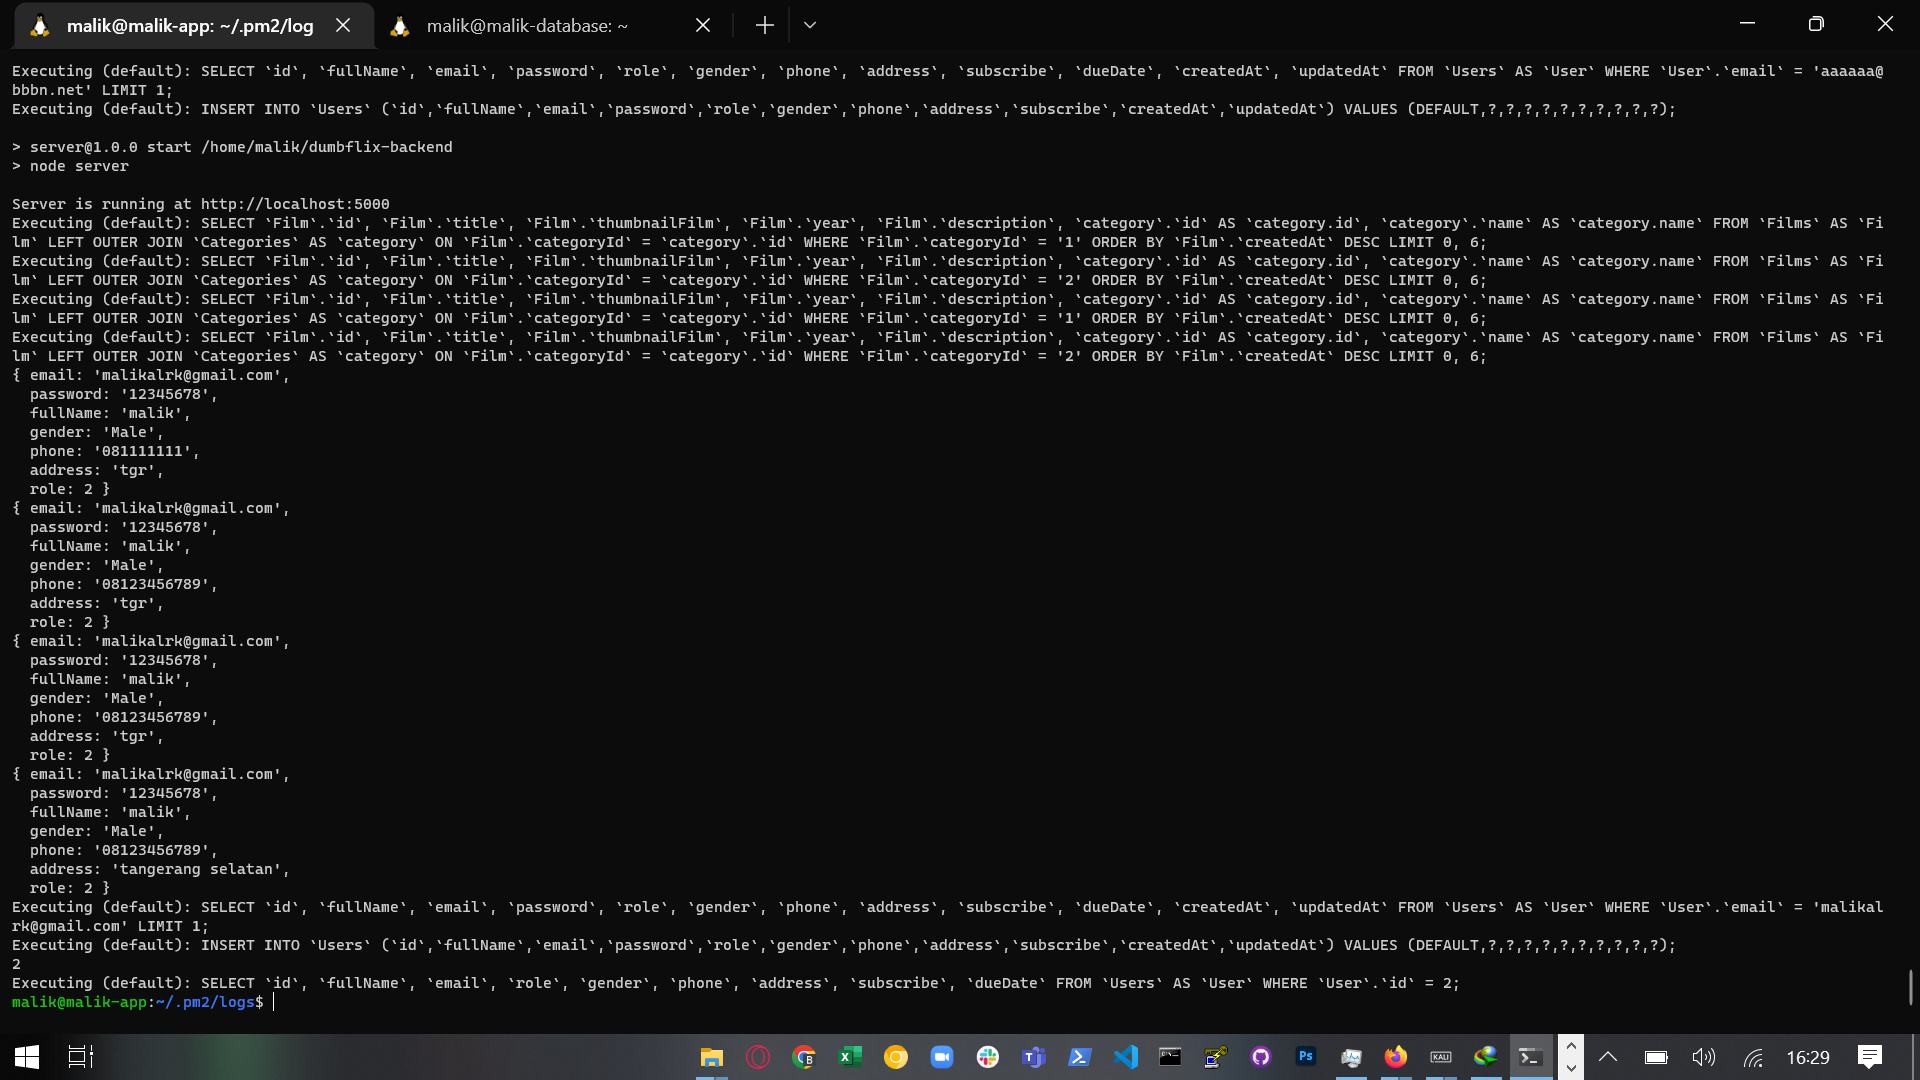 malik@malik-app: ~/.pm2/log
malik@malik-database: ~
Executing (default): SELECT `id`, `fullName`, `email`, `password`, `role`, `gender`, `phone`, `address`, `subscribe`, `dueDate`, `createdAt`, `updatedAt` FROM `Users` AS `User` WHERE `User`.`email` = 'aaaaaa@
bbbn.net' LIMIT 1;
Executing (default): INSERT INTO `Users` (`id`,`fullName`,`email`,`password`,`role`,`gender`,`phone`,`address`,`subscribe`,`createdAt`,`updatedAt`) VALUES (DEFAULT,?,?,?,?,?,?,?,?,?,?);
> server@1.0.0 start /home/malik/dumbflix-backend
> node server
Server is running at http://localhost:5000
Executing (default): SELECT `Film`.`id`, `Film`.`title`, `Film`.`thumbnailFilm`, `Film`.`year`, `Film`.`description`, `category`.`id` AS `category.id`, `category`.`name` AS `category.name` FROM `Films` AS `Fi
lm` LEFT OUTER JOIN `Categories` AS `category` ON `Film`.`categoryId` = `category`.`id` WHERE `Film`.`categoryId` = '1' ORDER BY `Film`.`createdAt` DESC LIMIT 0, 6;
Executing (default): SELECT `Film`.`id`, `Film`.`title`, `Film`.`thumbnailFilm`, `Film`.`year`, `Film`.`description`, `category`.`id` AS `category.id`, `category`.`name` AS `category.name` FROM `Films` AS `Fi
lm` LEFT OUTER JOIN `Categories` AS `category` ON `Film`.`categoryId` = `category`.`id` WHERE `Film`.`categoryId` = '2' ORDER BY `Film`.`createdAt` DESC LIMIT 0, 6;
Executing (default): SELECT `Film`.`id`, `Film`.`title`, `Film`.`thumbnailFilm`, `Film`.`year`, `Film`.`description`, `category`.`id` AS `category.id`, `category`.`name` AS `category.name` FROM `Films` AS `Fi
lm` LEFT OUTER JOIN `Categories` AS `category` ON `Film`.`categoryId` = `category`.`id` WHERE `Film`.`categoryId` = '1' ORDER BY `Film`.`createdAt` DESC LIMIT 0, 6;
Executing (default): SELECT `Film`.`id`, `Film`.`title`, `Film`.`thumbnailFilm`, `Film`.`year`, `Film`.`description`, `category`.`id` AS `category.id`, `category`.`name` AS `category.name` FROM `Films` AS `Fi
lm` LEFT OUTER JOIN `Categories` AS `category` ON `Film`.`categoryId` = `category`.`id` WHERE `Film`.`categoryId` = '2' ORDER BY `Film`.`createdAt` DESC LIMIT 0, 6;
{ email: 'malikalrk@gmail.com',
password: '12345678',
fullName: 'malik',
gender: 'Male',
phone: '081111111',
address: 'tgr',
role: 2 }
{ email: 'malikalrk@gmail.com',
password: '12345678',
fullName: 'malik',
gender: 'Male',
phone: '08123456789',
address: 'tgr',
role: 2 }
{ email: 'malikalrk@gmail.com',
password: '12345678',
fullName: 'malik',
gender: 'Male',
phone: '08123456789',
address: 'tgr',
role: 2 }
{ email: 'malikalrk@gmail.com',
password: '12345678',
fullName: 'malik',
gender: 'Male',
phone: '08123456789',
address: 'tangerang selatan',
role: 2 }
Executing (default): SELECT `id`, `fullName`, `email`, `password`, `role`, `gender`, `phone`, `address`, `subscribe`, `dueDate`, `createdAt`, `updatedAt` FROM `Users` AS `User` WHERE `User`.`email` = 'malikal
rk@gmail.com' LIMIT 1;
Executing (default): INSERT INTO `Users` (`id`,`fullName`,`email`,`password`,`role`,`gender`,`phone`,`address`,`subscribe`,`createdAt`,`updatedAt`) VALUES (DEFAULT,?,?,?,?,?,?,?,?,?,?);
2
Executing (default): SELECT `id`, `fullName`, `email`, `role`, `gender`, `phone`, `address`, `subscribe`, `dueDate` FROM `Users` AS `User` WHERE `User`.`id` = 2;
malik@malik-app:~/.pm2/logs$
Ps
KALI
16:29